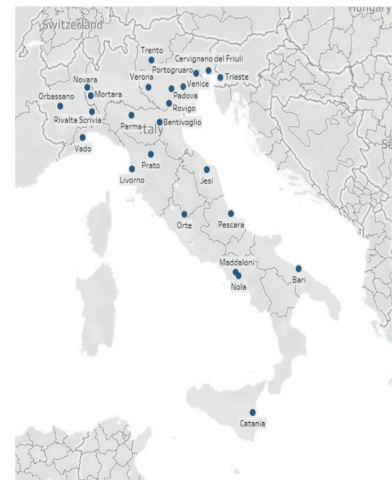 Hungary
Switzerland
Trento
Cervignano del Friuli
Portogruaro
Novara
Verona
Venice
Trieste
Orbassano
Mortara
Padova
Rovigo
Rivalta Scrivia
Parma
Italy
Bentivoglio
Vado
Prato
Livorno
Jesi
Orte
Pescara
Maddaloni
Bari
Nola
Catania